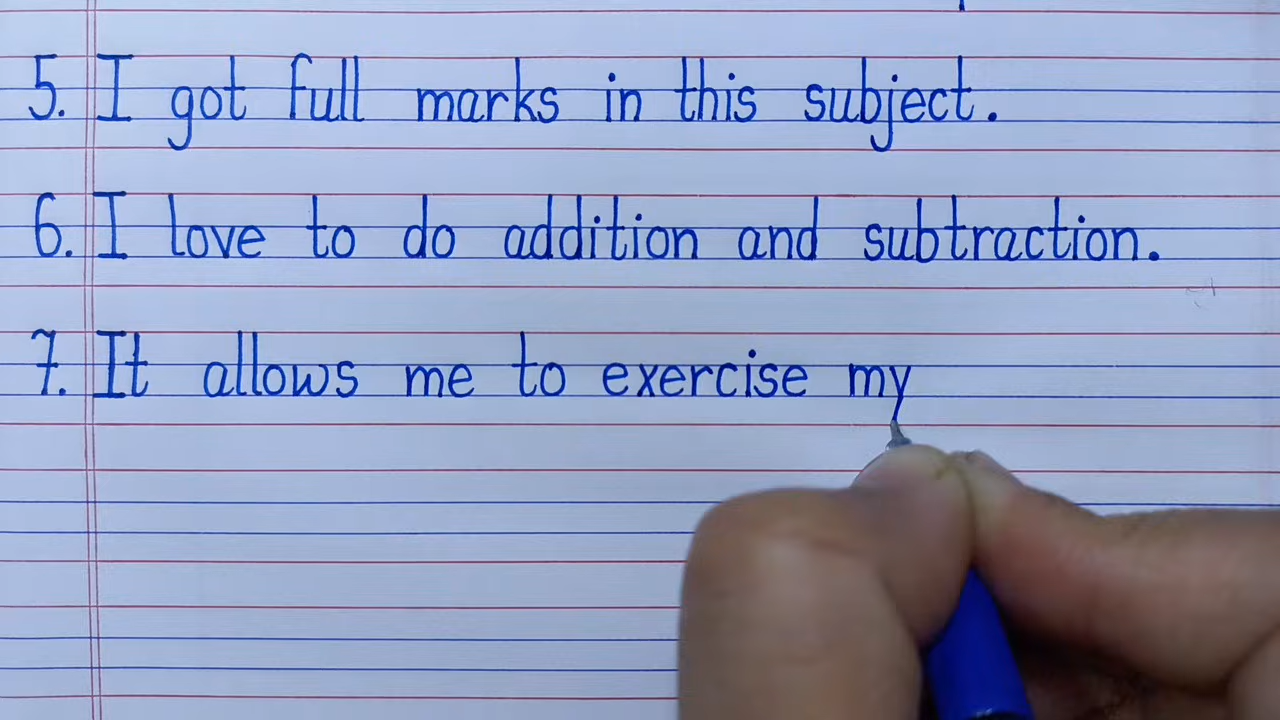 5. I got full marks in this subject.
6. I love to do addition and subtraction.
7. It allows me to exercise my